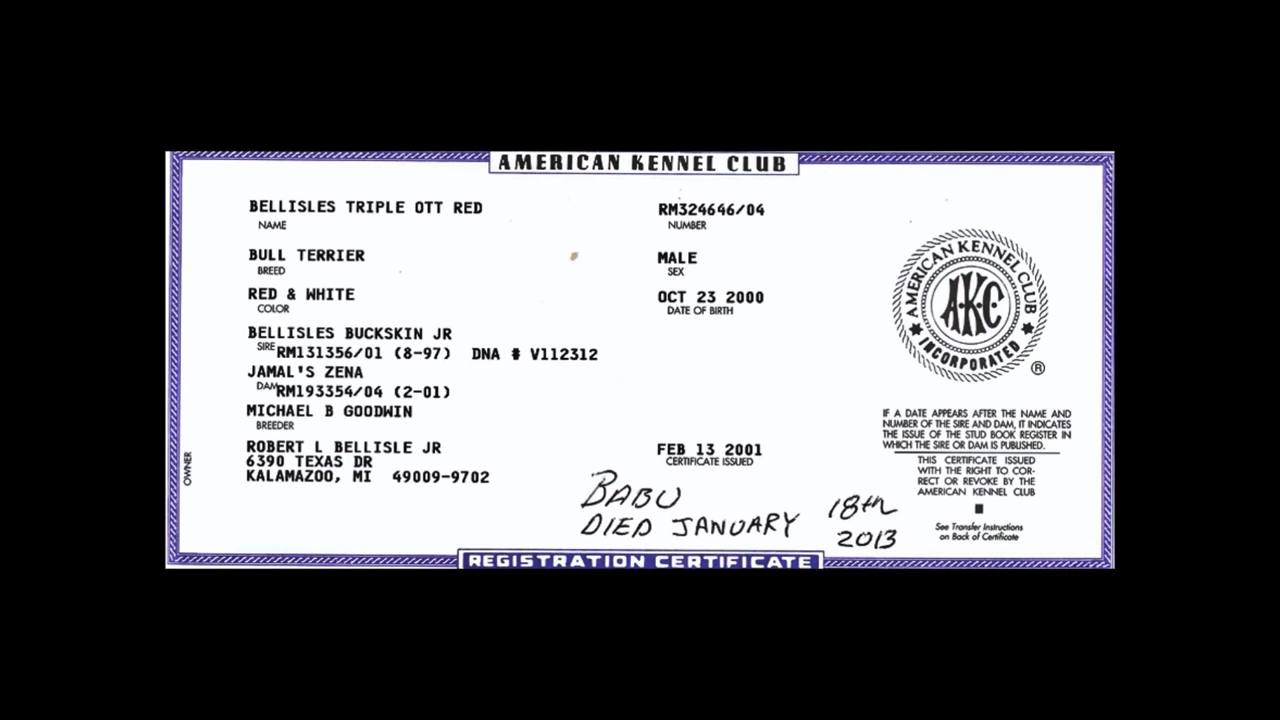 AMERICAN KENNEL CLUB
BELLISLES TRIPLE OTT RED
NAME
RM324646/04
NUMBER
BULL TERRIER
BREED
MALE
SEX
RED & WHITE
COLOR
OCT 23 2000
DATE OF BIRTH
BELLISLES BUCKSKIN JR
SIRE RM131356/01 (8-97) DNA # V112312
JAMAL'S ZENA
DAM RM193354/04 (2-01)
MICHAEL B GOODWIN
BREEDER
OWNER
ROBERT L BELLISLE JR
6390 TEXAS DR
KALAMAZOO, MI 49009-9702
FEB 13 2001
CERTIFICATE ISSUED
BABU
DIED JANUARY 18th
2013
AMERICAN KENNEL CLUB
AKC
INCORPORATED
®
IF A DATE APPEARS AFTER THE NAME AND
NUMBER OF THE SIRE AND DAM, IT INDICATES
THE ISSUE OF THE STUD BOOK REGISTER IN
WHICH THE SIRE OR DAM IS PUBLISHED.
THIS CERTIFICATE ISSUED
WITH THE RIGHT TO COR-
RECT OR REVOKE BY THE
AMERICAN KENNEL CLUB
See Transfer Instructions
on Back of Certificate
REGISTRATION CERTIFICATE